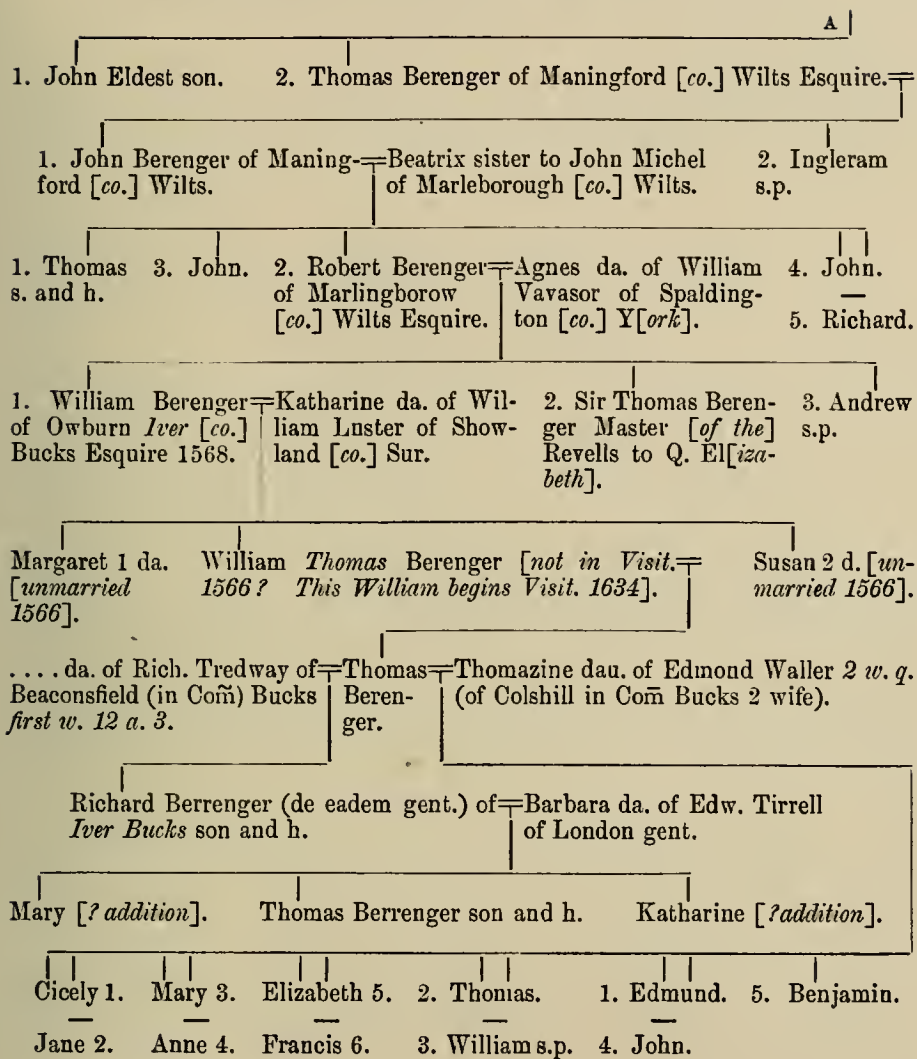 A
1. John Eldest son. 2. Thomas Berenger of Maningford [co.] Wilts Esquire.
1. John Berenger of Maning- Beatrix sister to John Michel 2. Ingleram
ford [co.] Wilts. of Marleborough [co.] Wilts. s.p.
1. Thomas 3. John. 2. Robert Berenger Agnes da. of William 4. John.
s. and h. of Marlingborow Vavasor of Spalding- —
[co.] Wilts Esquire. ton [co.] Y[ork]. 5. Richard.
1. William Berenger Katharine da. of Wil- 2. Sir Thomas Beren- 3. Andrew
of Owburn Iver [co.] liam Luster of Show- ger Master [of the] s.p.
Bucks Esquire 1568. land [co.] Sur. Revells to Q. El[iza-
beth].
Margaret 1 da. William Thomas Berenger [not in Visit. Susan 2 d. [un-
[unmarried 1566? This William begins Visit. 1634]. married 1566].
1566].
.... da. of Rich. Tredway of Thomas Thomazine dau. of Edmond Waller 2 w. q.
Beaconsfield (in Com̃) Bucks Beren- (of Colshill in Com̃ Bucks 2 wife).
first w. 12 a. 3. ger.
Richard Berrenger (de eadem gent.) of Barbara da. of Edw. Tirrell
Iver Bucks son and h. of London gent.
Mary [? addition]. Thomas Berrenger son and h. Katharine [?addition].
Cicely 1. Mary 3. Elizabeth 5. 2. Thomas. 1. Edmund. 5. Benjamin.
— — — — —
Jane 2. Anne 4. Francis 6. 3. William s.p. 4. John.